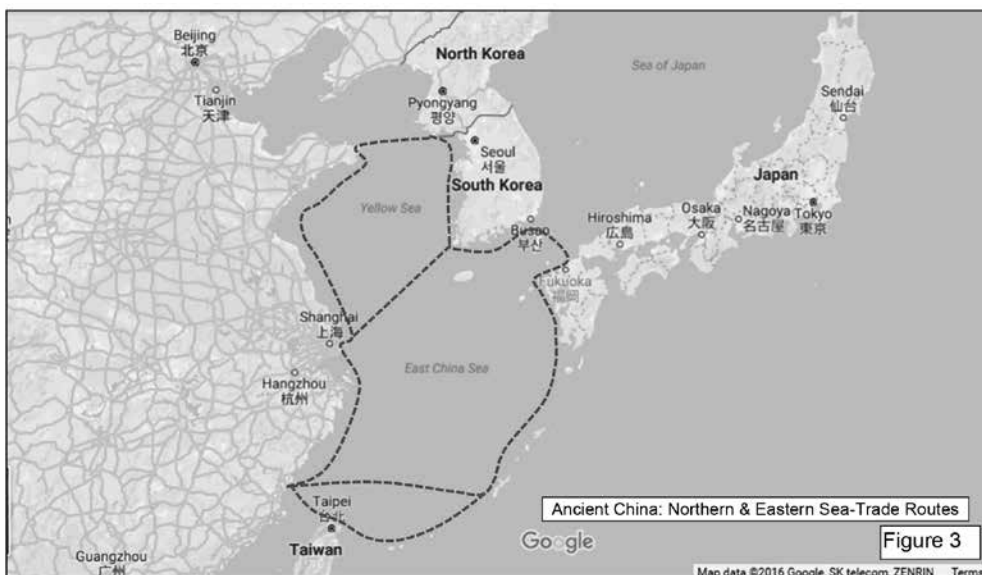 Beijing
北京
Tianjin
天津
North Korea
Pyongyang
평양
Seoul
서울
South Korea
Busan
부산
Yellow Sea
Sea of Japan
Sendai
仙台
Japan
Tokyo
東京
Nagoya
名古屋
Osaka
大阪
Hiroshima
広島
Fukuoka
福岡
Shanghai
上海
Hangzhou
杭州
East China Sea
Taipei
台北
Taiwan
Guangzhou
广州
Ancient China: Northern & Eastern Sea-Trade Routes
Figure 3
Google
Map data ©2016 Google, SK telecom, ZENRIN
Terms